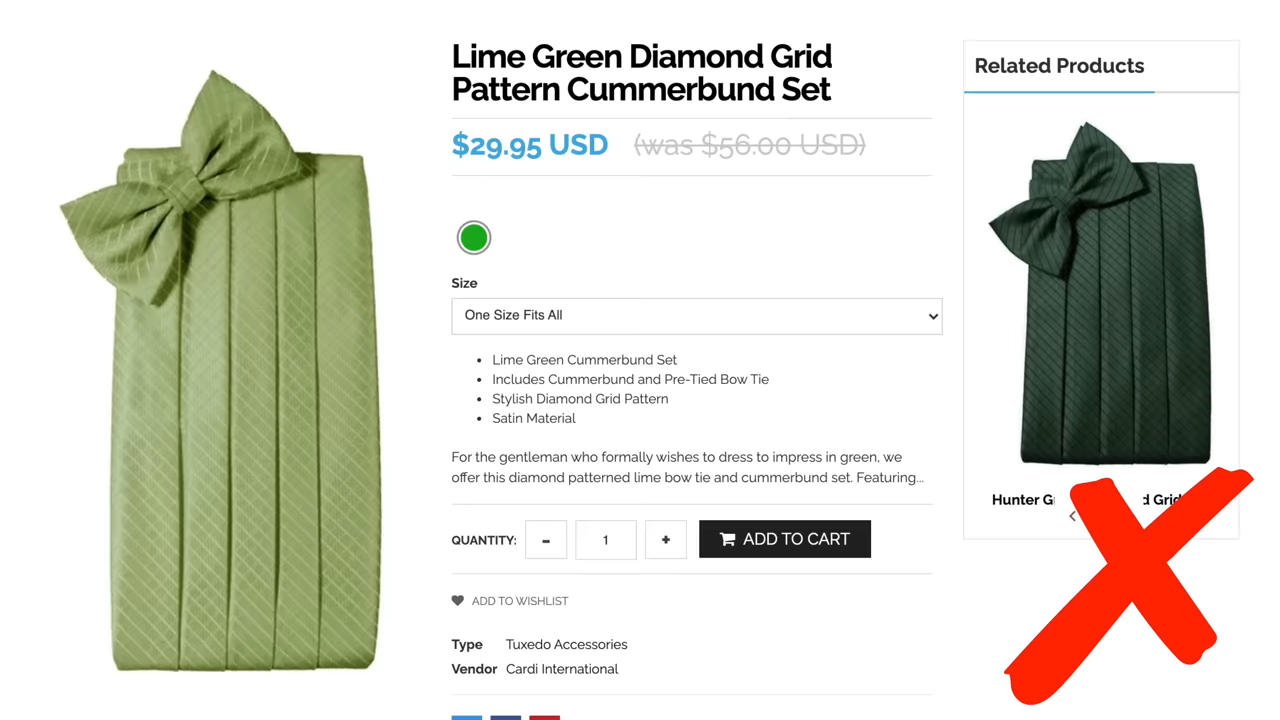 Lime Green Diamond Grid
Pattern Cummerbund Set
$29.95 USD (was $56.00 USD)
Size
One Size Fits All
Lime Green Cummerbund Set
Includes Cummerbund and Pre-Tied Bow Tie
Stylish Diamond Grid Pattern
Satin Material
For the gentleman who formally wishes to dress to impress in green, we
offer this diamond patterned lime bow tie and cummerbund set. Featuring...
QUANTITY: - 1 + ADD TO CART
ADD TO WISHLIST
Type Tuxedo Accessories
Vendor Cardi International
Related Products
Hunter